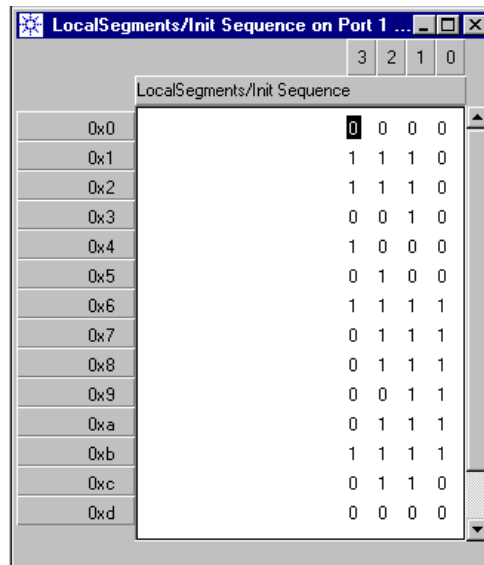 LocalSegments/Init Sequence on Port 1 ...
3 2 1 0
LocalSegments/Init Sequence
0x0 0 0 0 0
0x1 1 1 1 0
0x2 1 1 1 0
0x3 0 0 1 0
0x4 1 0 0 0
0x5 0 1 0 0
0x6 1 1 1 1
0x7 0 1 1 1
0x8 0 1 1 1
0x9 0 0 1 1
0xa 0 1 1 1
0xb 1 1 1 1
0xc 0 1 1 0
0xd 0 0 0 0